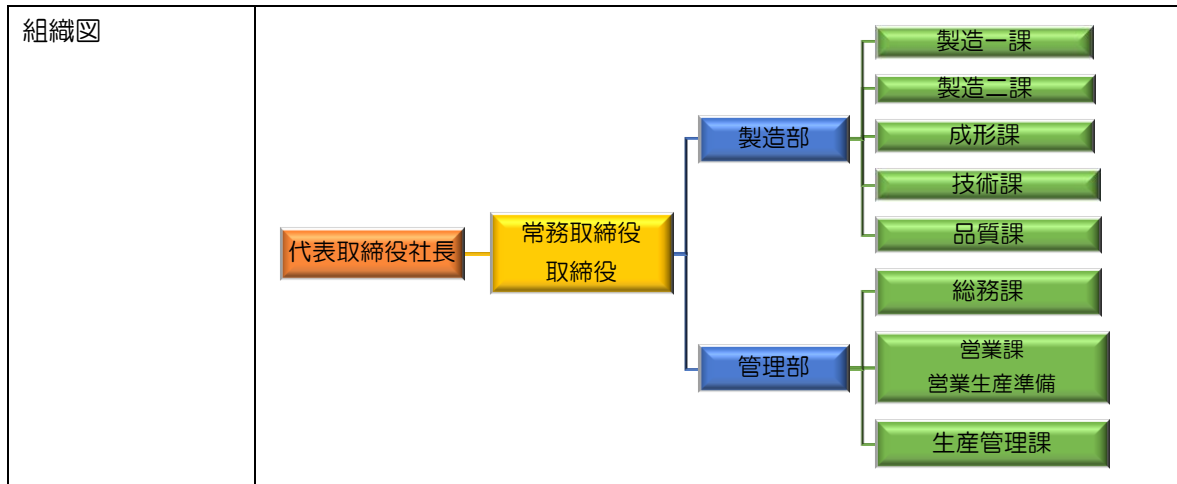 組織図
代表取締役社長
常務取締役
取締役
製造部
製造一課
製造二課
成形課
技術課
品質課
管理部
総務課
営業課
営業生産準備
生産管理課